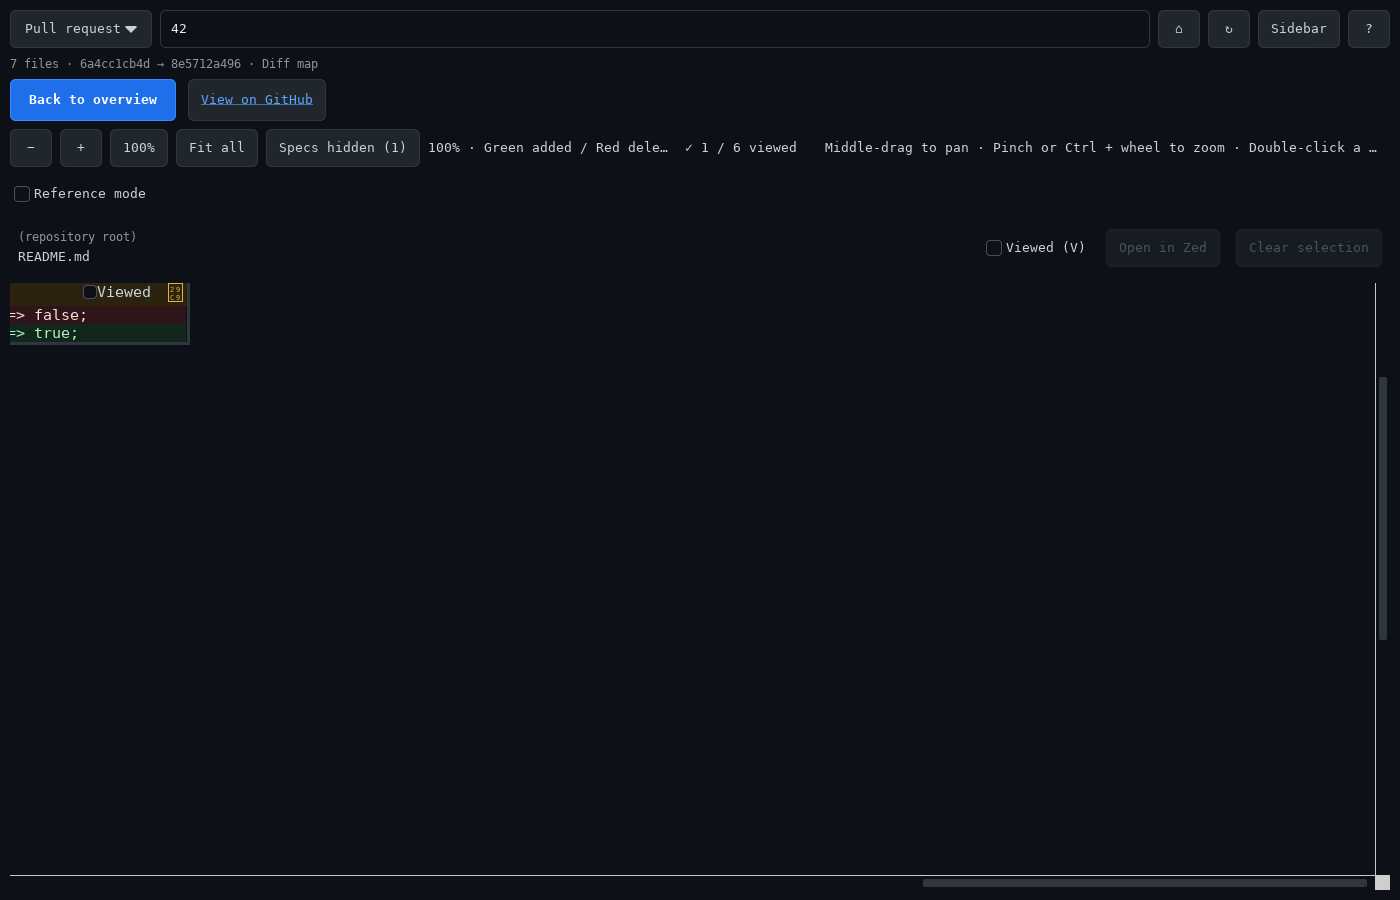 Pull request 42 ⌂ ↻ Sidebar ?
7 files · 6a4cc1cb4d → 8e5712a496 · Diff map
Back to overview View on GitHub
− + 100% Fit all Specs hidden (1) 100% · Green added / Red dele… ✓ 1 / 6 viewed Middle-drag to pan · Pinch or Ctrl + wheel to zoom · Double-click a …
Reference mode
(repository root)
README.md Viewed (V) Open in Zed Clear selection
Viewed
=> false;
=> true;